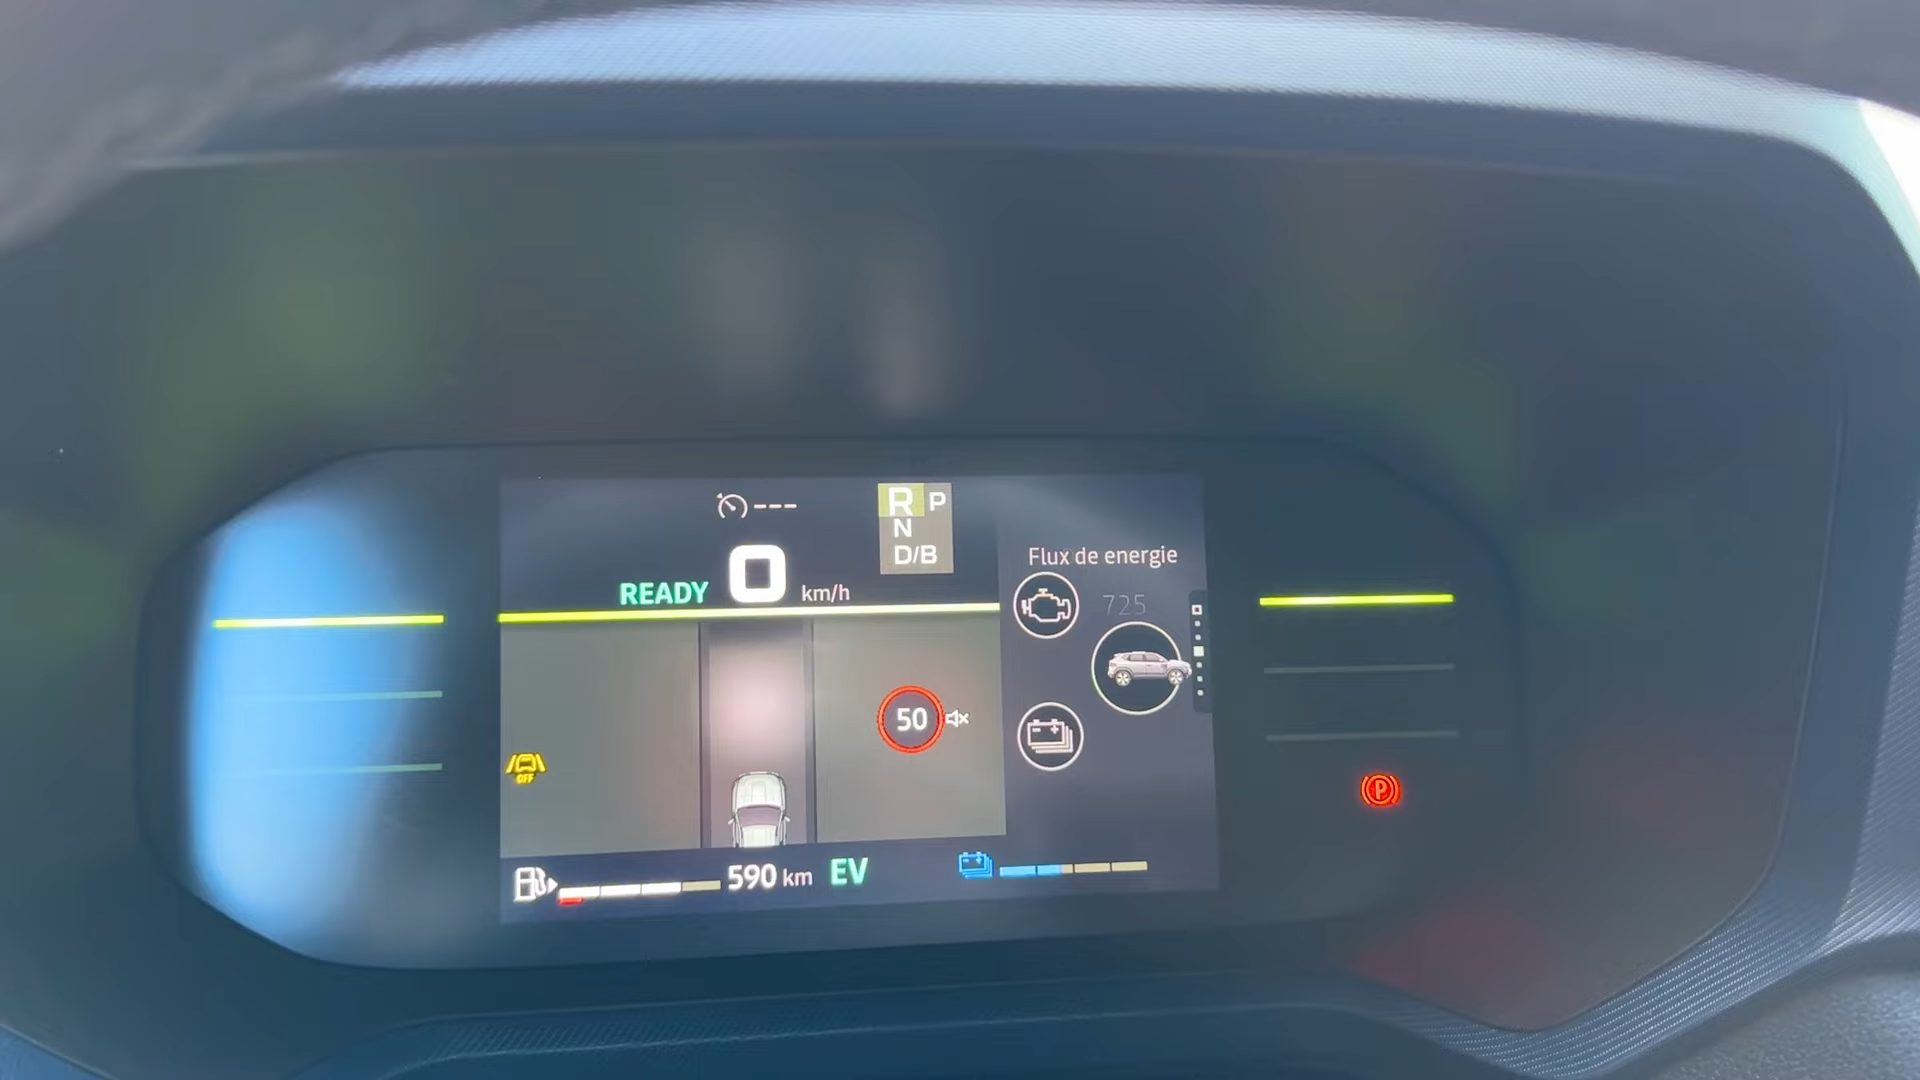 ---
R P
N
D/B
READY 0 km/h
Flux de energie
725
50
OFF
590 km EV
P